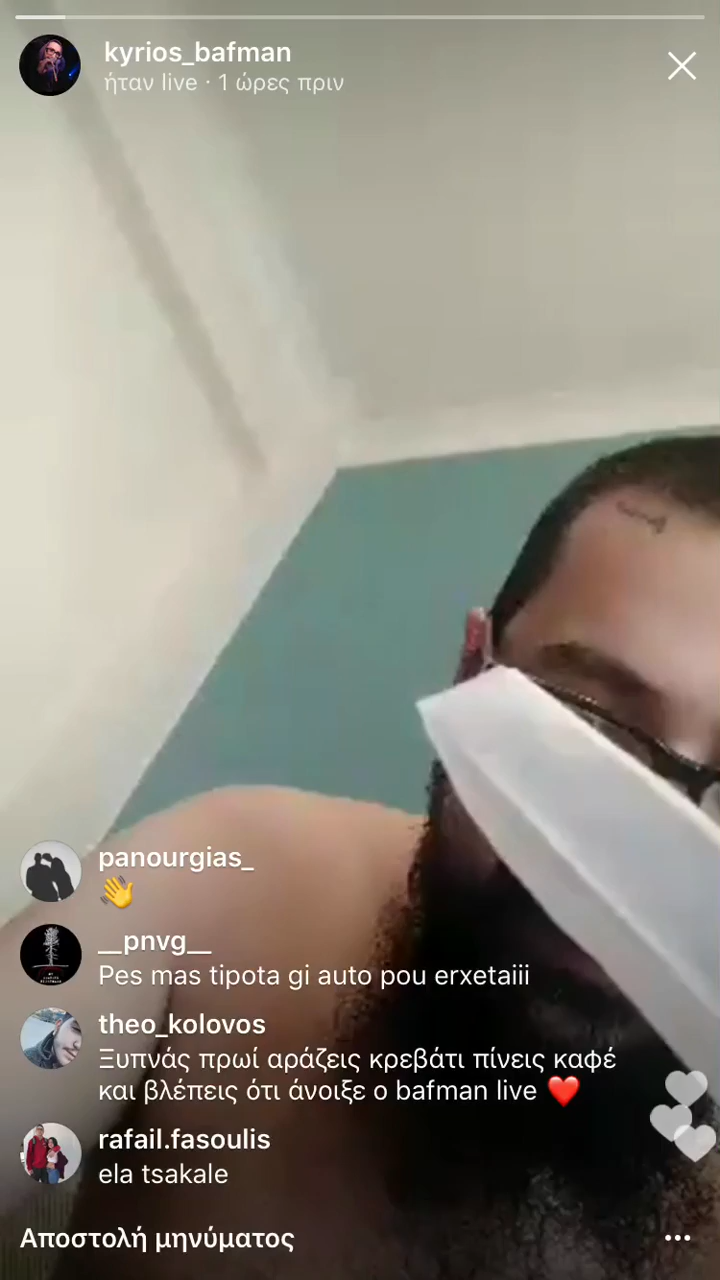 kyrios_bafman
ήταν live · 1 ώρες πριν
panourgias_
👋
__pnvg__
Pes mas tipota gi auto pou erxetaiii
theo_kolovos
Ξυπνάς πρωί αράζεις κρεβάτι πίνεις καφέ
και βλέπεις ότι άνοιξε ο bafman live ❤️
rafail.fasoulis
ela tsakale
Αποστολή μηνύματος